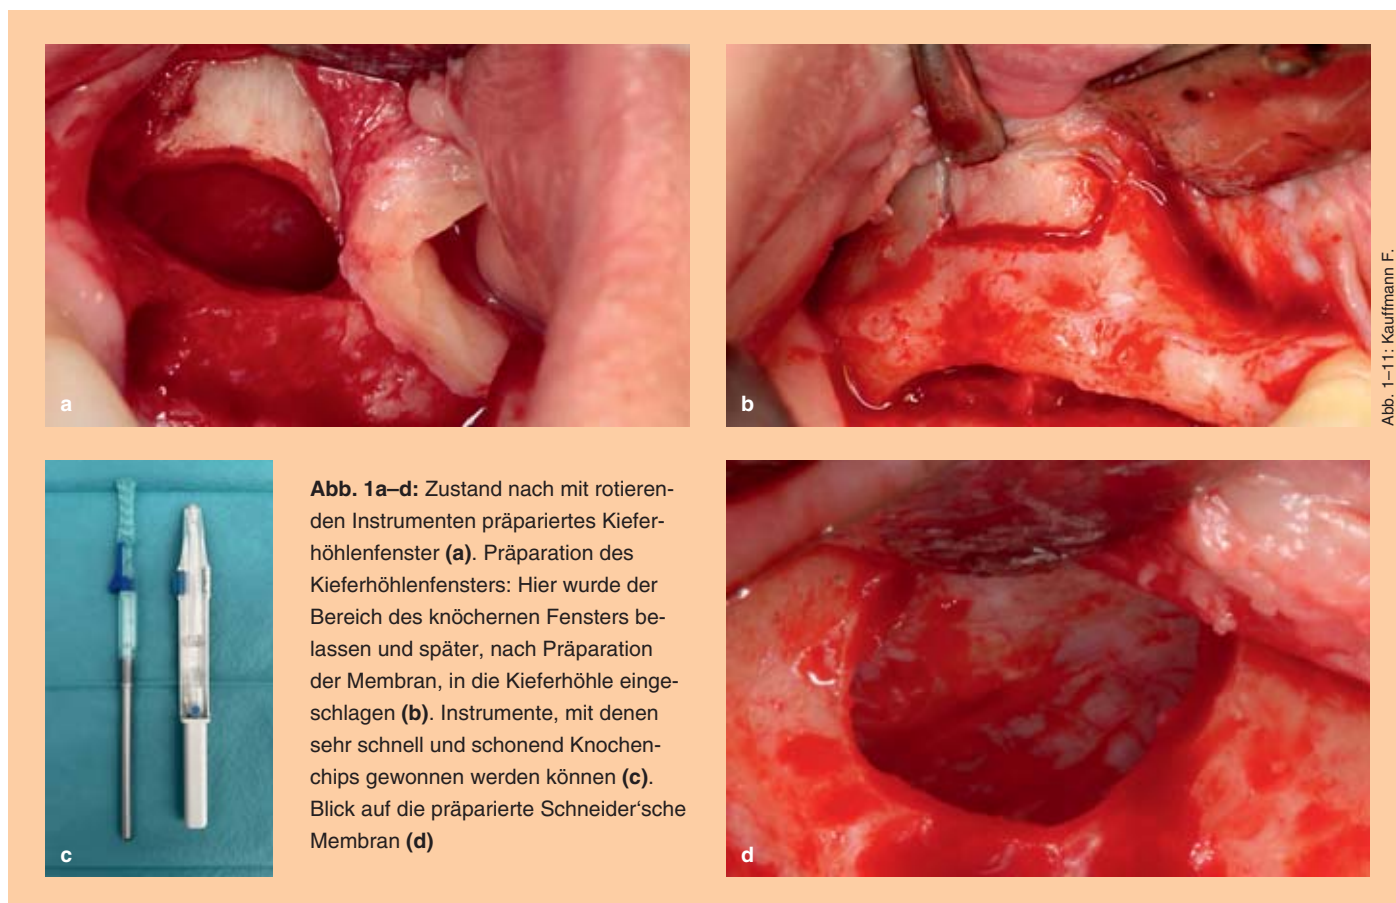 a
b
Abb. 1–11: Kauffmann F.
c
Abb. 1a–d: Zustand nach mit rotieren-
den Instrumenten präpariertes Kiefer-
höhlenfenster (a). Präparation des
Kieferhöhlenfensters: Hier wurde der
Bereich des knöchernen Fensters be-
lassen und später, nach Präparation
der Membran, in die Kieferhöhle einge-
schlagen (b). Instrumente, mit denen
sehr schnell und schonend Knochen-
chips gewonnen werden können (c).
Blick auf die präparierte Schneider‘sche
Membran (d)
d